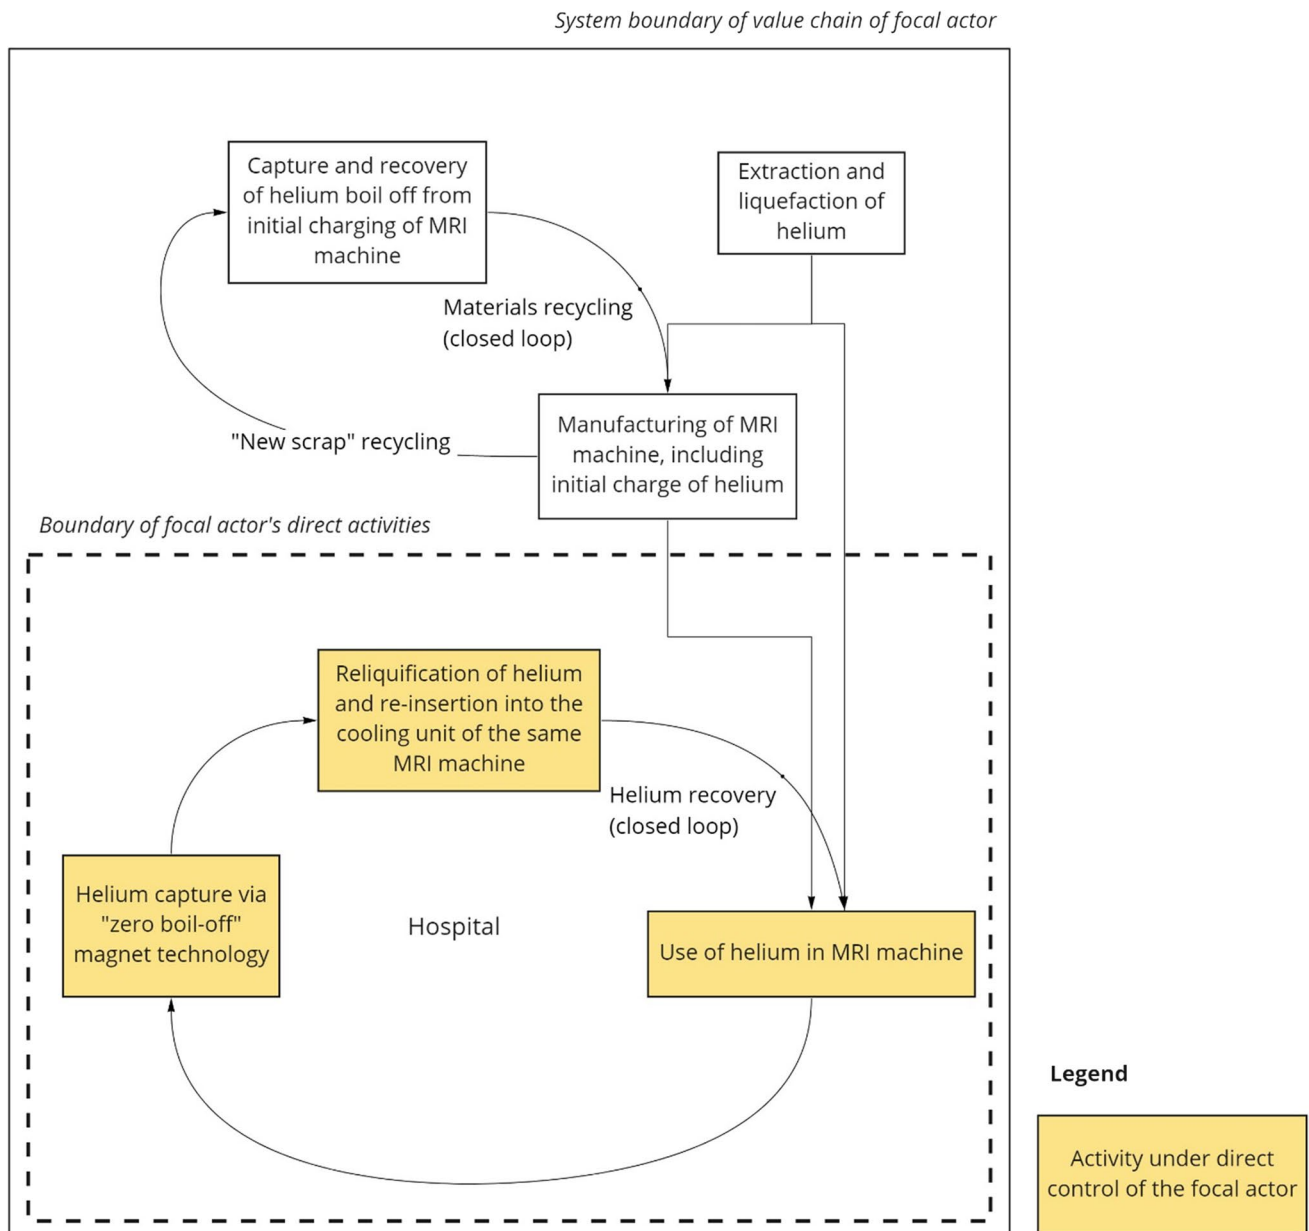 System boundary of value chain of focal actor
Capture and recovery
of helium boil off from
initial charging of MRI
machine
Extraction and
liquefaction of
helium
Materials recycling
(closed loop)
"New scrap" recycling
Manufacturing of MRI
machine, including
initial charge of helium
Boundary of focal actor's direct activities
Reliquification of helium
and re-insertion into the
cooling unit of the same
MRI machine
Helium recovery
(closed loop)
Helium capture via
"zero boil-off"
magnet technology
Hospital
Use of helium in MRI machine
Legend
Activity under direct
control of the focal actor